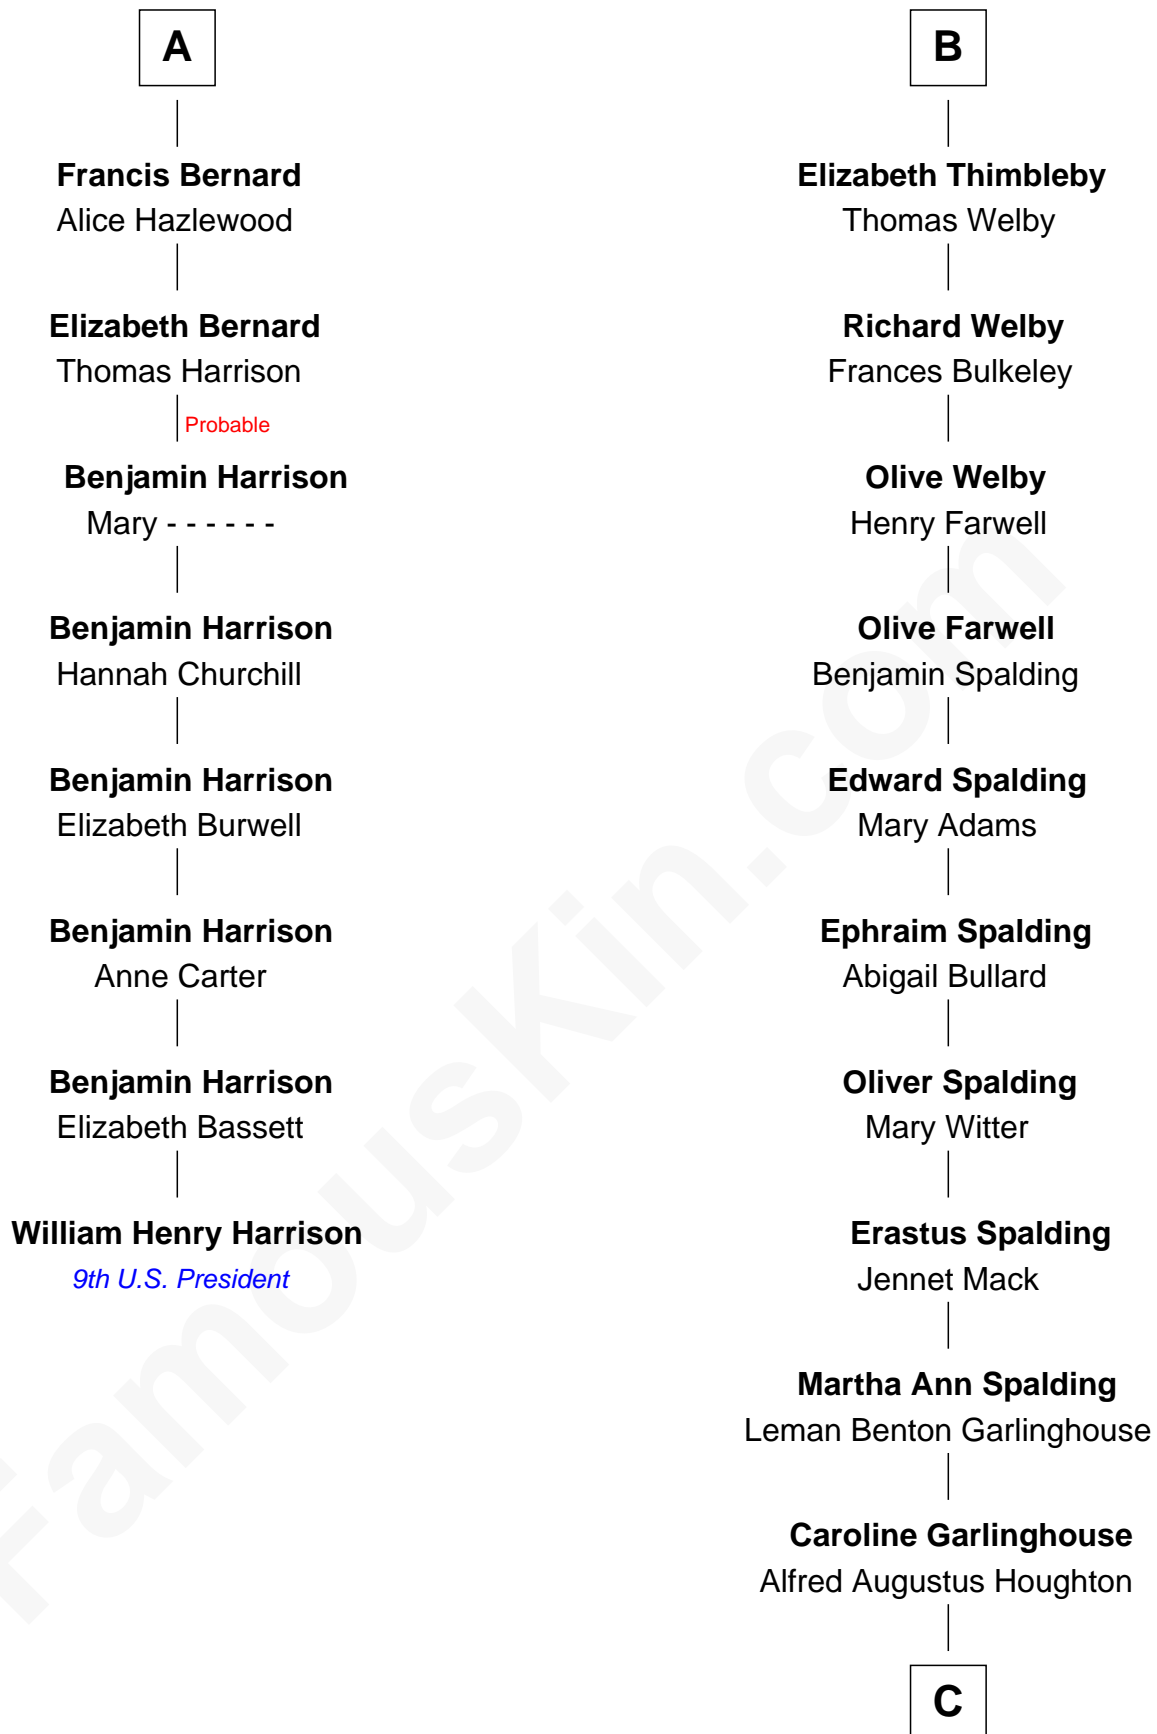 A
Francis Bernard
Alice Hazlewood
Elizabeth Bernard
Thomas Harrison
Probable
Benjamin Harrison
Mary - - - - - -
Benjamin Harrison
Hannah Churchill
Benjamin Harrison
Elizabeth Burwell
Benjamin Harrison
Anne Carter
Benjamin Harrison
Elizabeth Bassett
William Henry Harrison
9th U.S. President
B
Elizabeth Thimbleby
Thomas Welby
Richard Welby
Frances Bulkeley
Olive Welby
Henry Farwell
Olive Farwell
Benjamin Spalding
Edward Spalding
Mary Adams
Ephraim Spalding
Abigail Bullard
Oliver Spalding
Mary Witter
Erastus Spalding
Jennet Mack
Martha Ann Spalding
Leman Benton Garlinghouse
Caroline Garlinghouse
Alfred Augustus Houghton
C
FamousKin.com